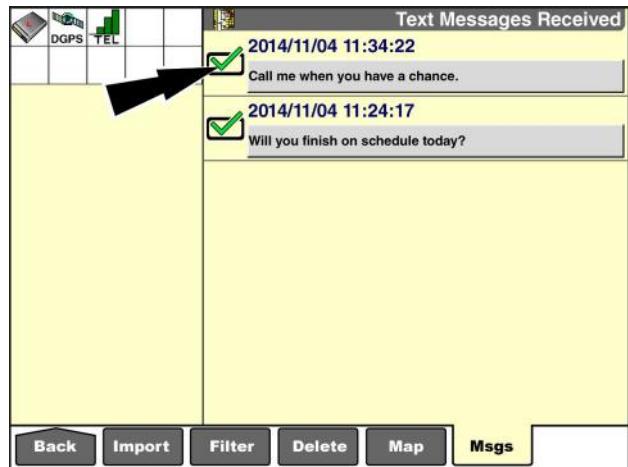 DGPS
TEL
Text Messages Received
2014/11/04 11:34:22
Call me when you have a chance.
2014/11/04 11:24:17
Will you finish on schedule today?
Back
Import
Filter
Delete
Map
Msgs